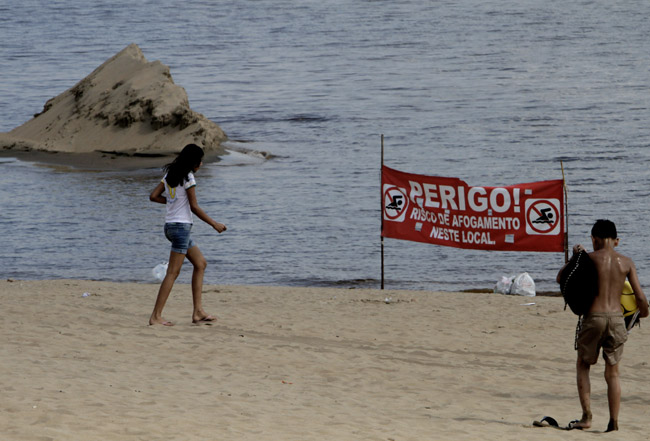 PERIGO!
RISCO DE AFOGAMENTO
NESTE LOCAL.